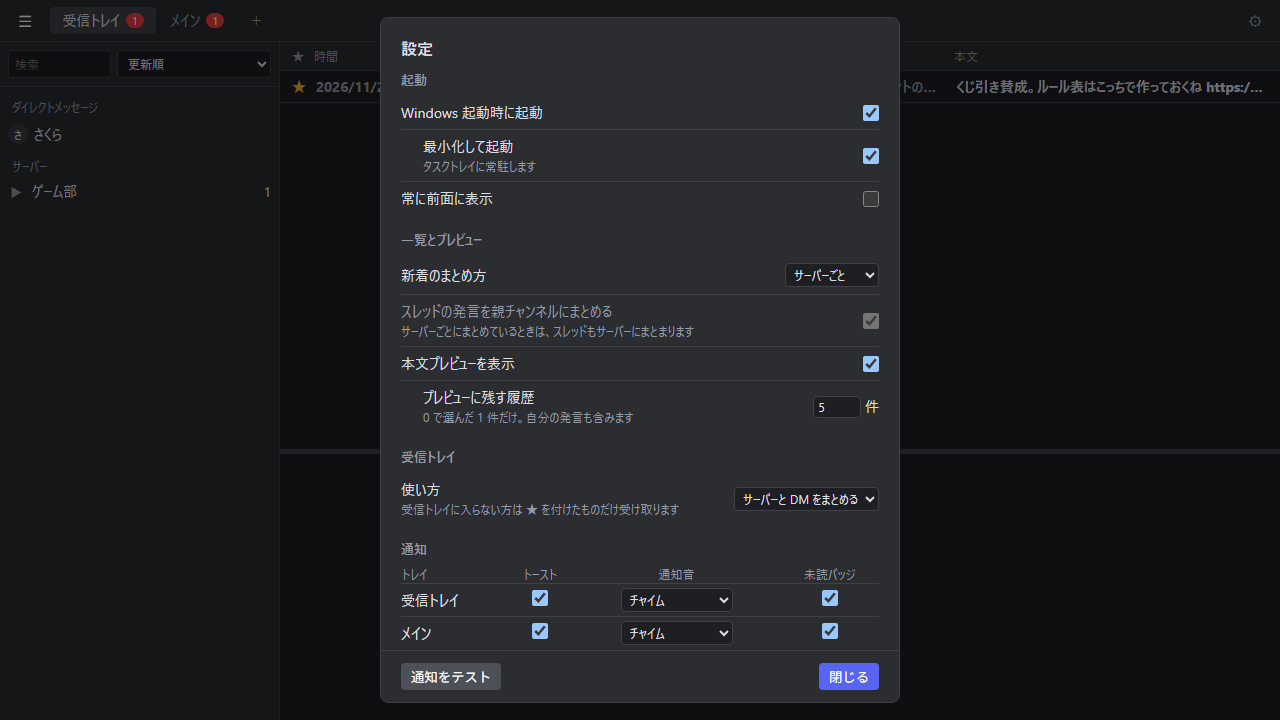 ☰ 受信トレイ 1 メイン 1 +
検索 更新順
ダイレクトメッセージ
さ さくら
サーバー
▶ ゲーム部 1
★ 時間 本文
★ 2026/11/2 トの… くじ引き賛成。ルール表はこっちで作っておくね https:/…
設定
起動
Windows 起動時に起動
最小化して起動
タスクトレイに常駐します
常に前面に表示
一覧とプレビュー
新着のまとめ方 サーバーごと
スレッドの発言を親チャンネルにまとめる
サーバーごとにまとめているときは、スレッドもサーバーにまとまります
本文プレビューを表示
プレビューに残す履歴 5 件
0 で選んだ 1 件だけ。自分の発言も含みます
受信トレイ
使い方 サーバーと DM をまとめる
受信トレイに入らない方は ★ を付けたものだけ受け取ります
通知
トレイ トースト 通知音 未読バッジ
受信トレイ チャイム
メイン チャイム
通知をテスト 閉じる